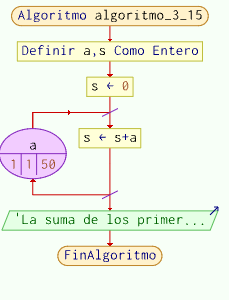 Algoritmo algoritmo_3_15
Definir a,s Como Entero
s ← 0
a
1 1 50
s ← s+a
'La suma de los primer...
FinAlgoritmo